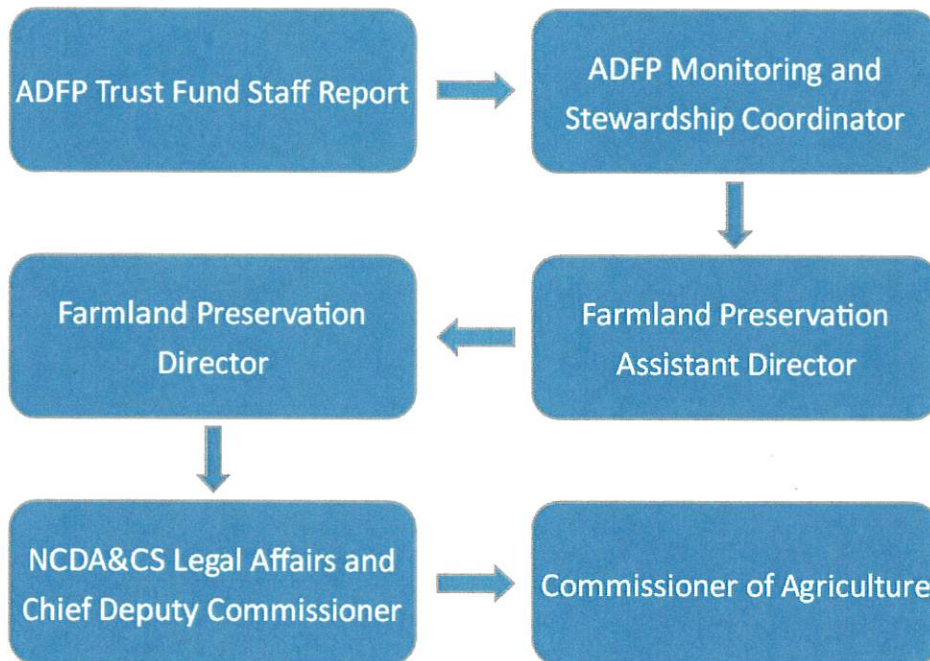 ADFP Trust Fund Staff Report
ADFP Monitoring and
Stewardship Coordinator
Farmland Preservation
Assistant Director
Farmland Preservation
Director
NCDA&CS Legal Affairs and
Chief Deputy Commissioner
Commissioner of Agriculture